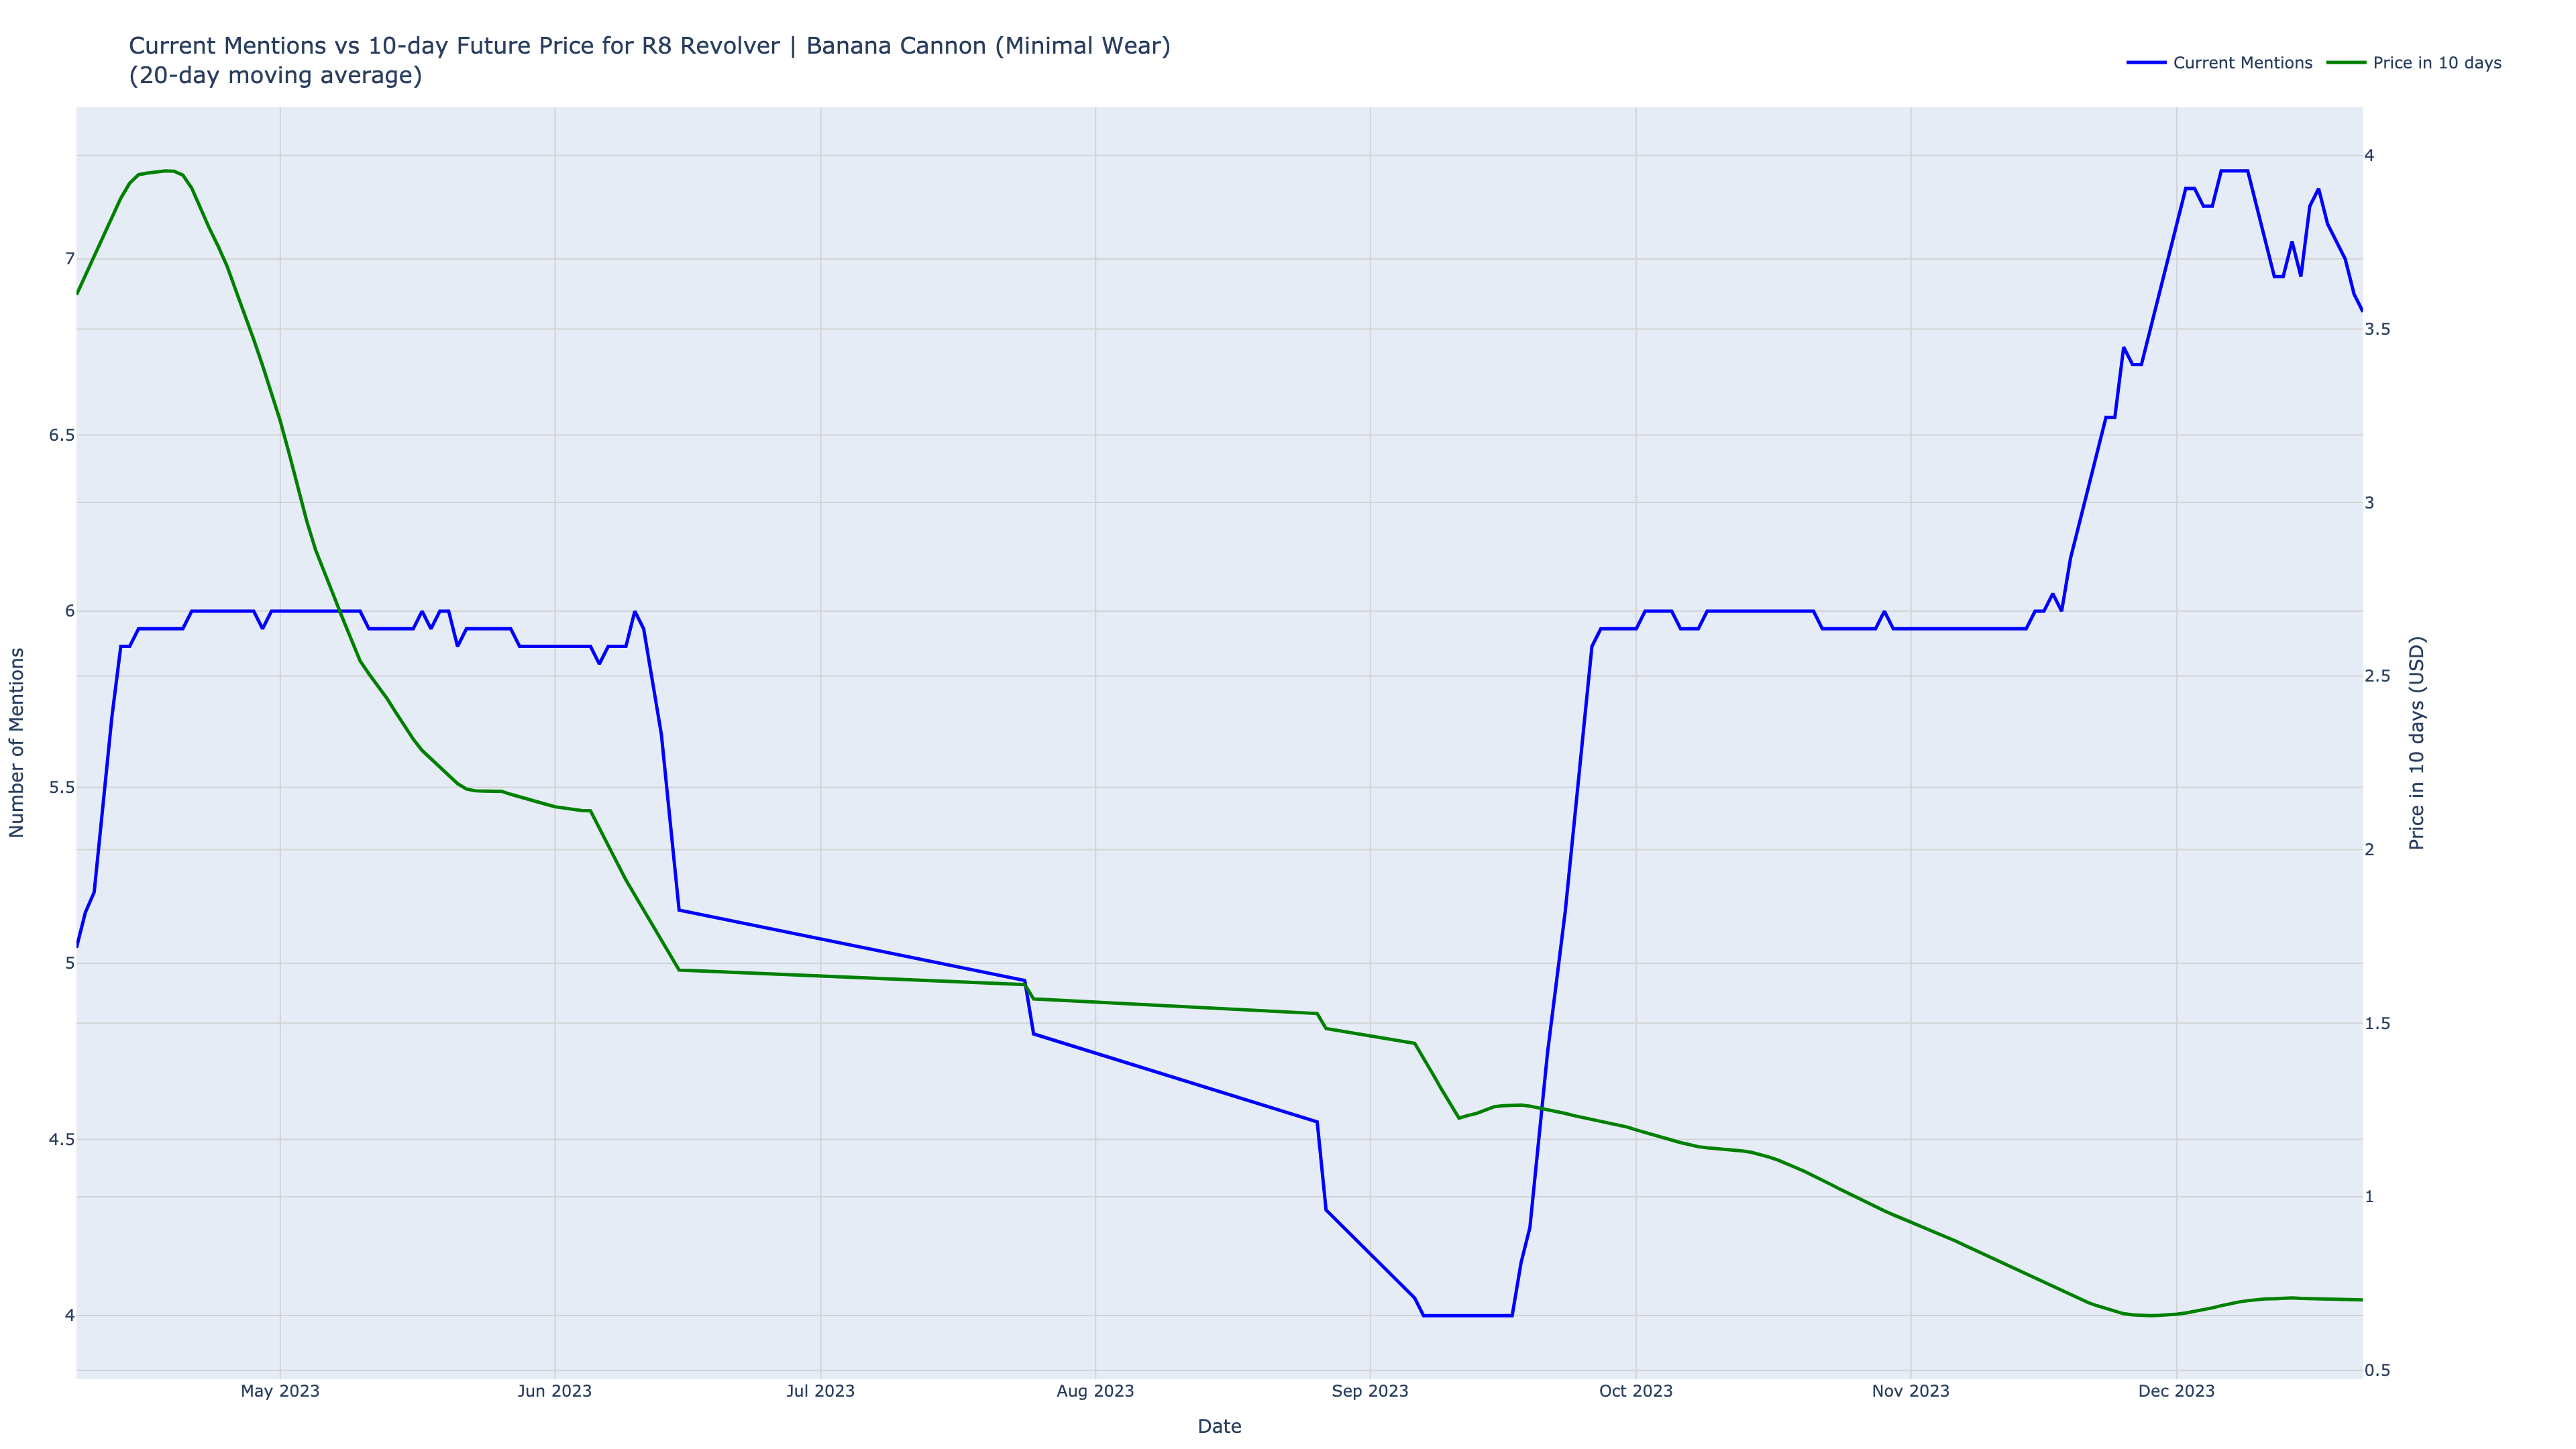 Current Mentions vs 10-day Future Price for R8 Revolver | Banana Cannon (Minimal Wear)
(20-day moving average)
Current Mentions
Price in 10 days
Number of Mentions
7
6.5
6
5.5
5
4.5
4
4
3.5
3
2.5
2
1.5
1
0.5
Price in 10 days (USD)
May 2023
Jun 2023
Jul 2023
Aug 2023
Sep 2023
Oct 2023
Nov 2023
Dec 2023
Date